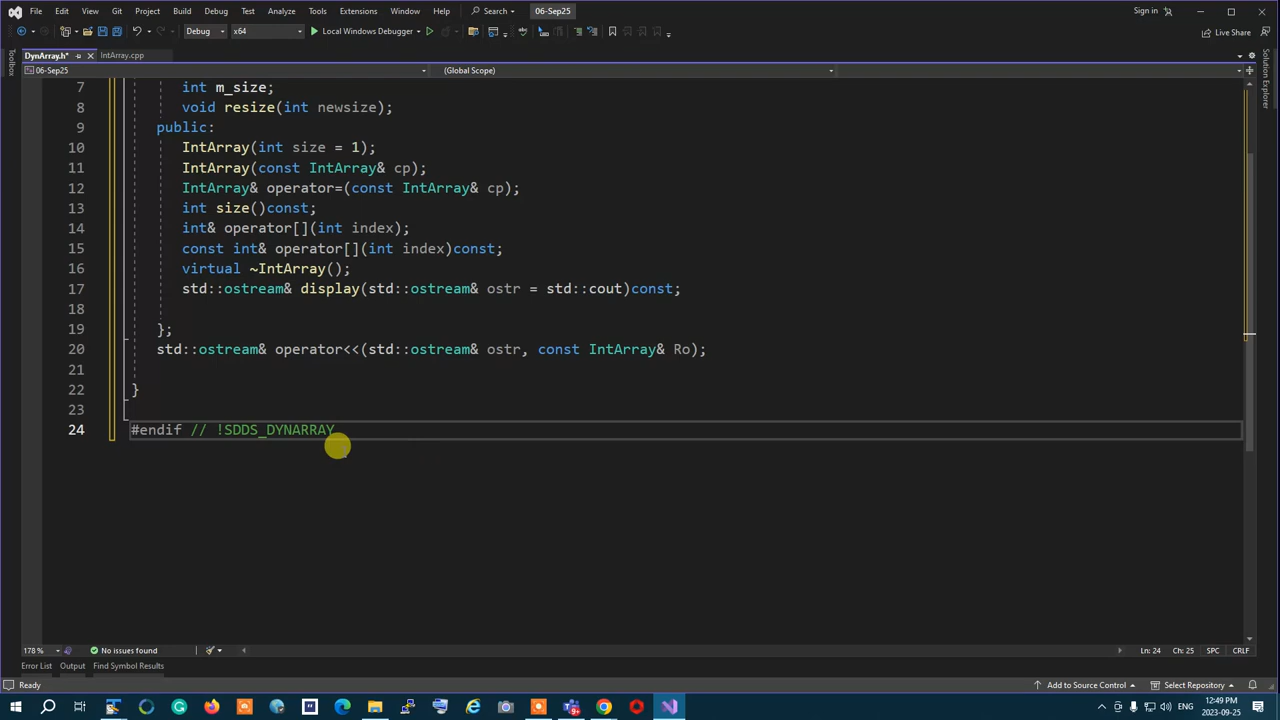 File Edit View Git Project Build Debug Test Analyze Tools Extensions Window Help Search 06-Sep25 Sign in
Debug x64 Local Windows Debugger Live Share
DynArray.h* IntArray.cpp
06-Sep25 (Global Scope)
Toolbox
Solution Explorer
7 int m_size;
8 void resize(int newsize);
9 public:
10 IntArray(int size = 1);
11 IntArray(const IntArray& cp);
12 IntArray& operator=(const IntArray& cp);
13 int size()const;
14 int& operator[](int index);
15 const int& operator[](int index)const;
16 virtual ~IntArray();
17 std::ostream& display(std::ostream& ostr = std::cout)const;
18
19 };
20 std::ostream& operator<<(std::ostream& ostr, const IntArray& Ro);
21
22 }
23
24 #endif // !SDDS_DYNARRAY
178 % No issues found Ln: 24 Ch: 25 SPC CRLF
Error List Output Find Symbol Results
Ready Add to Source Control Select Repository
ENG 12:49 PM
2023-09-25